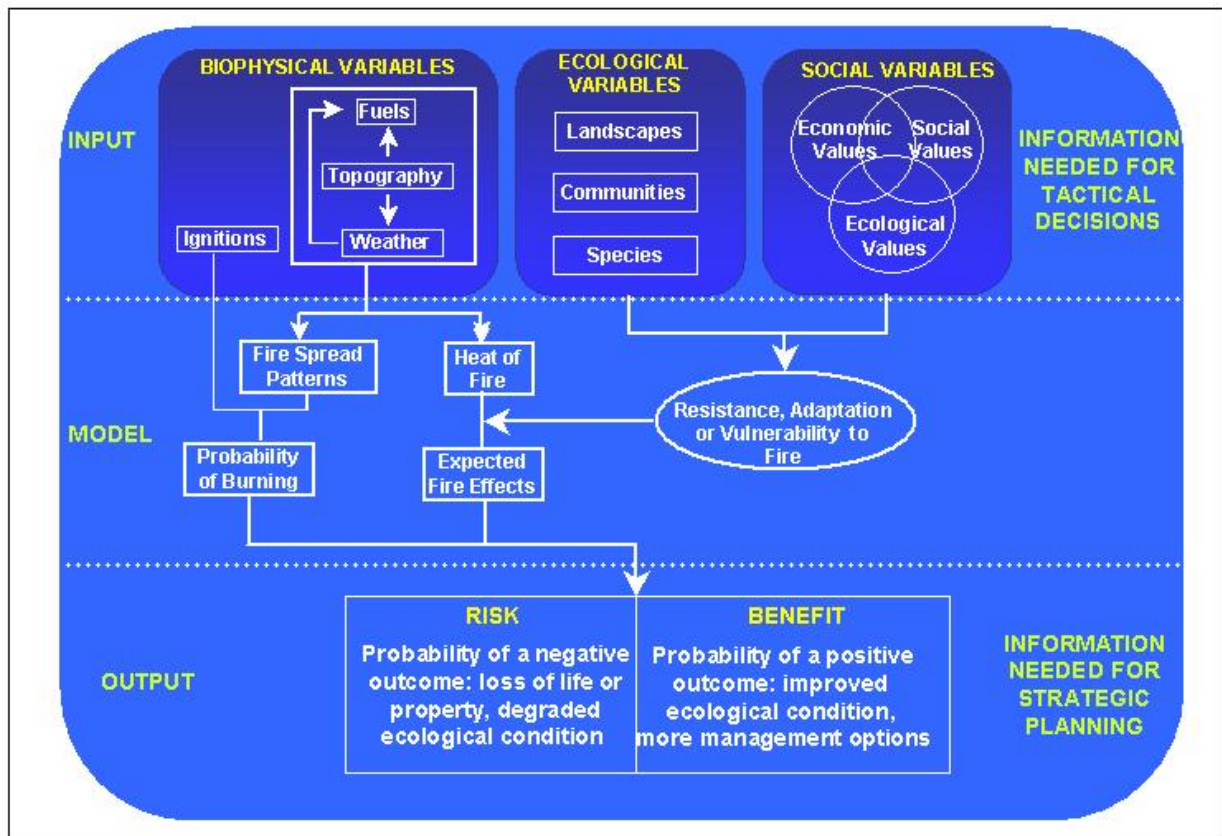 BIOPHYSICAL VARIABLES
ECOLOGICAL
VARIABLES
SOCIAL VARIABLES
INPUT
Fuels
Topography
Weather
Ignitions
Landscapes
Communities
Species
Economic
Values
Social
Values
Ecological
Values
INFORMATION
NEEDED FOR
TACTICAL
DECISIONS
MODEL
Fire Spread
Patterns
Heat of
Fire
Resistance, Adaptation
or Vulnerability to
Fire
Probability
of Burning
Expected
Fire Effects
OUTPUT
RISK
Probability of a negative
outcome: loss of life or
property, degraded
ecological condition
BENEFIT
Probability of a positive
outcome: improved
ecological condition,
more management options
INFORMATION
NEEDED FOR
STRATEGIC
PLANNING